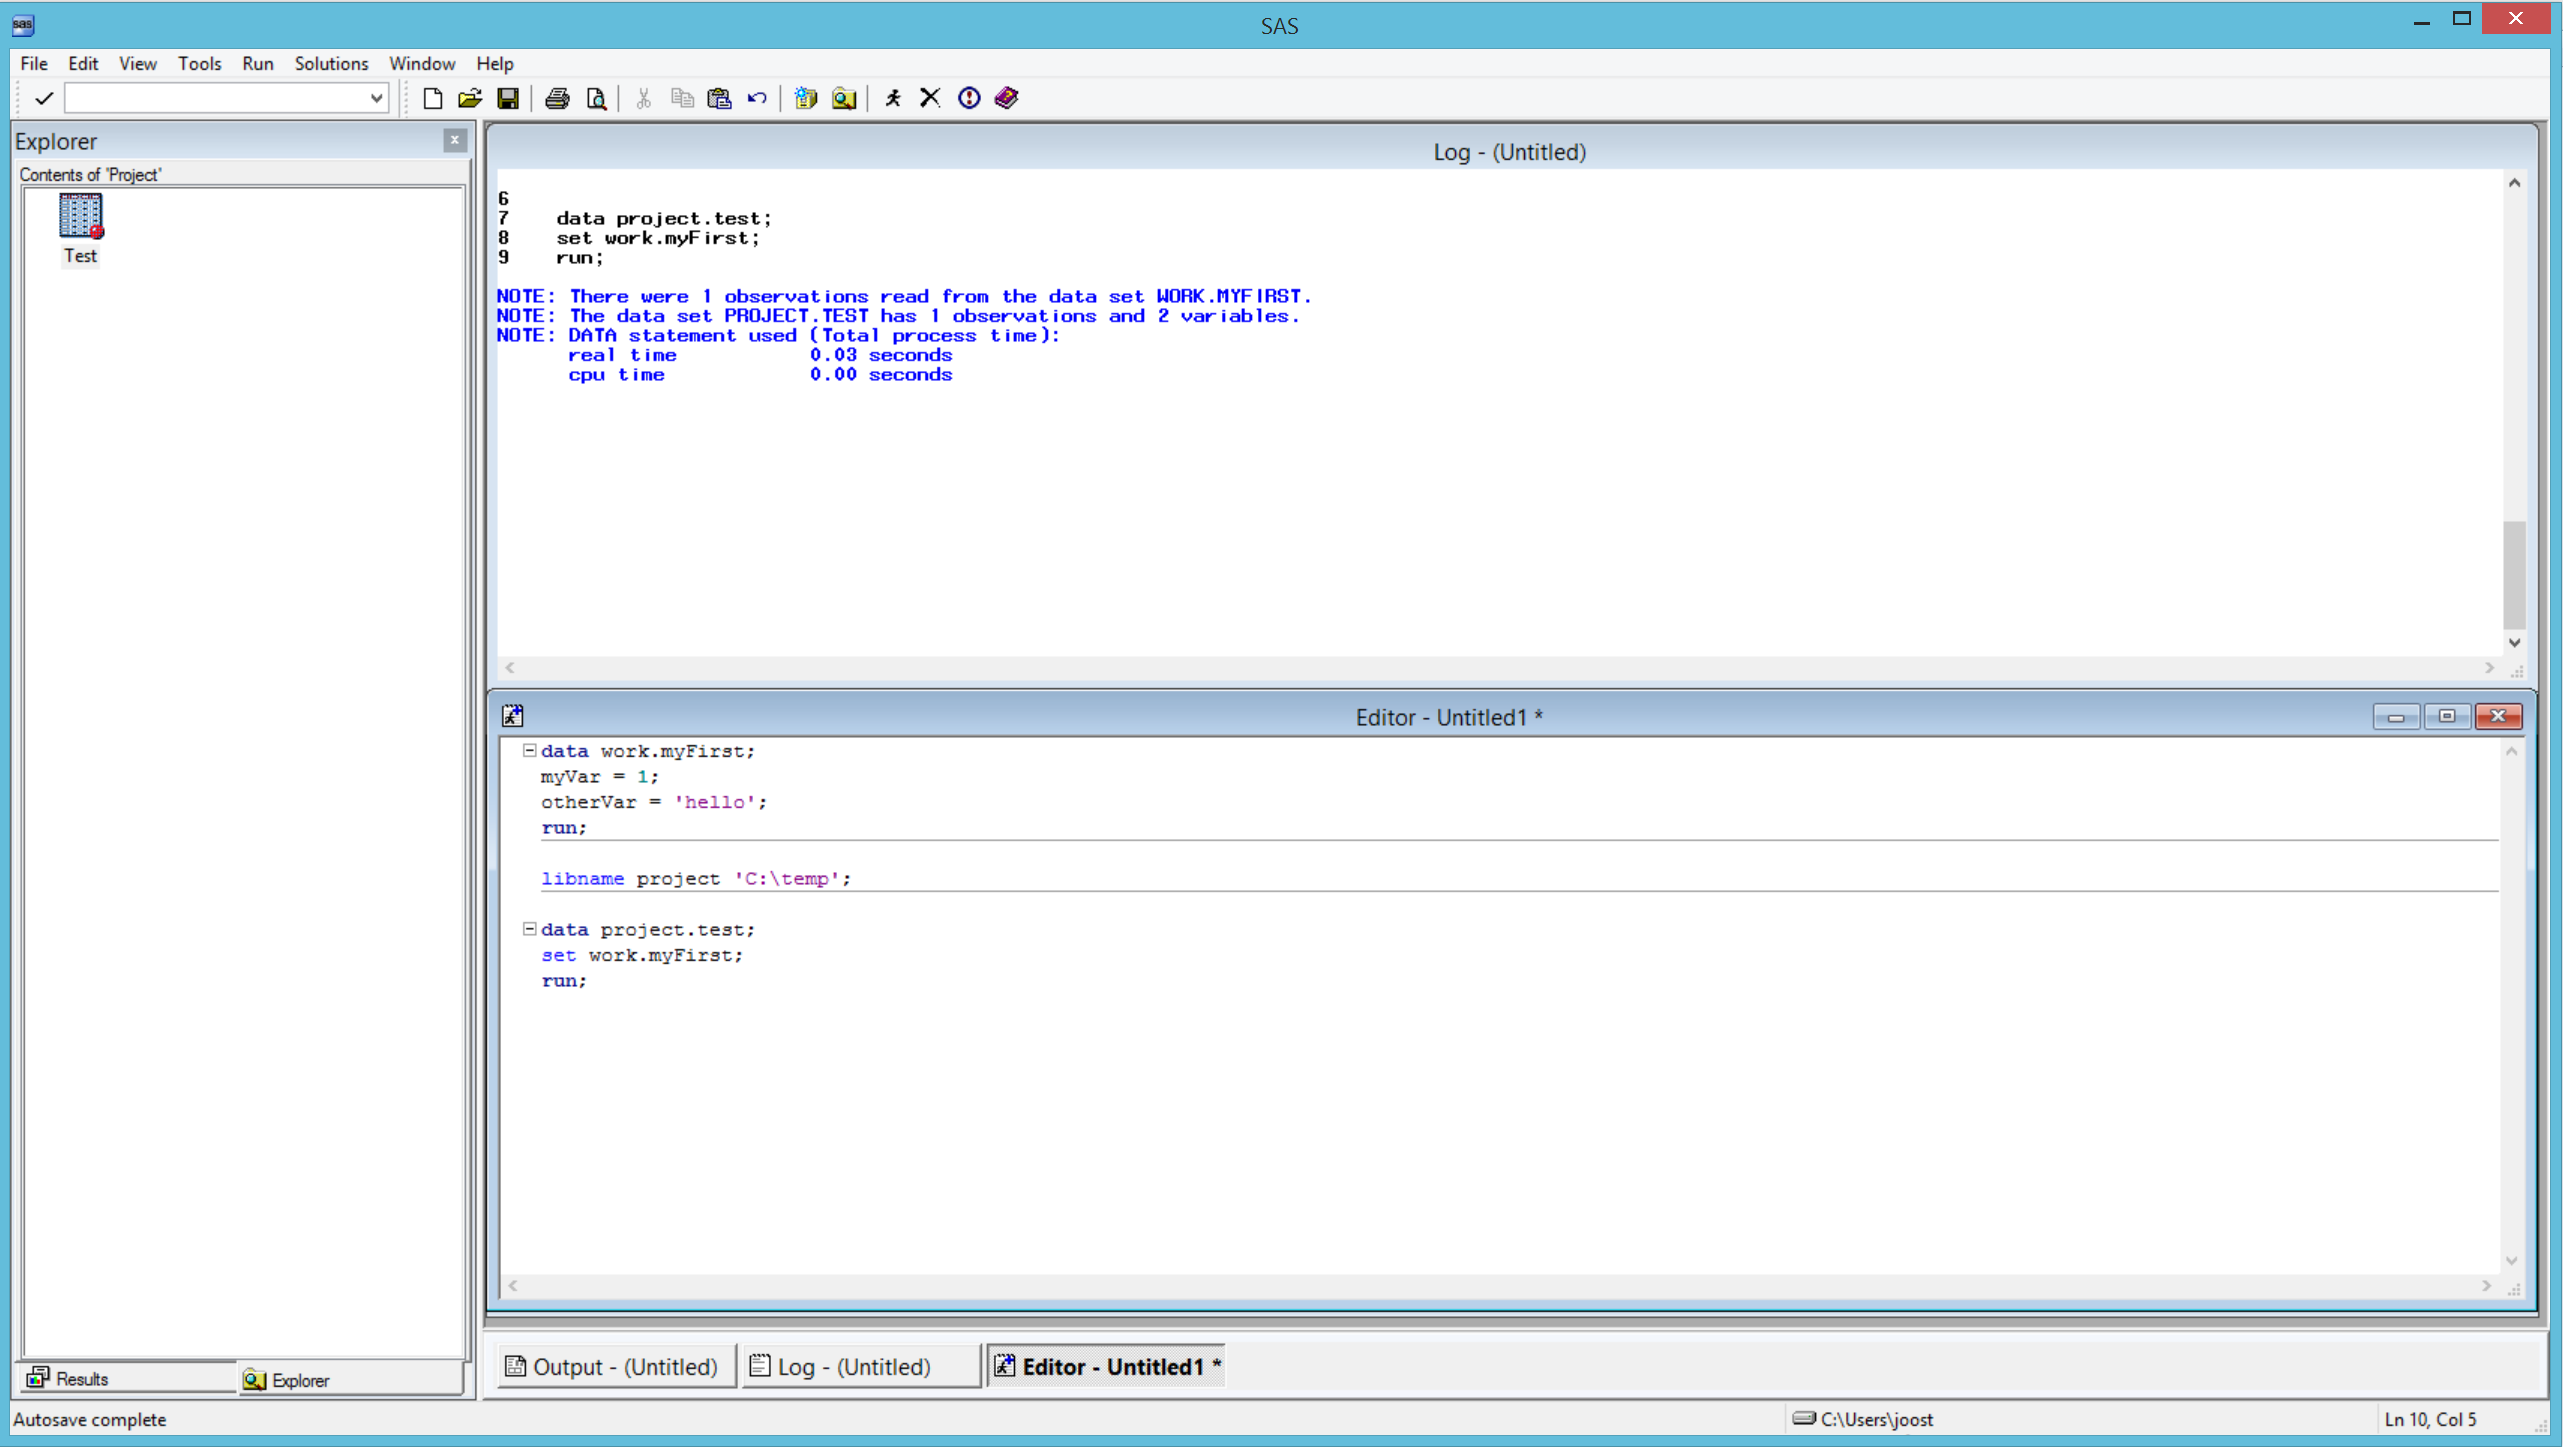 sas
SAS
File Edit View Tools Run Solutions Window Help
Explorer
Contents of 'Project'
Test
Log - (Untitled)
6
7 data project.test;
8 set work.myFirst;
9 run;
NOTE: There were 1 observations read from the data set WORK.MYFIRST.
NOTE: The data set PROJECT.TEST has 1 observations and 2 variables.
NOTE: DATA statement used (Total process time):
real time 0.03 seconds
cpu time 0.00 seconds
Editor - Untitled1 *
data work.myFirst;
myVar = 1;
otherVar = 'hello';
run;
libname project 'C:\temp';
data project.test;
set work.myFirst;
run;
Results Explorer
Output - (Untitled) Log - (Untitled) Editor - Untitled1 *
Autosave complete C:\Users\joost Ln 10, Col 5